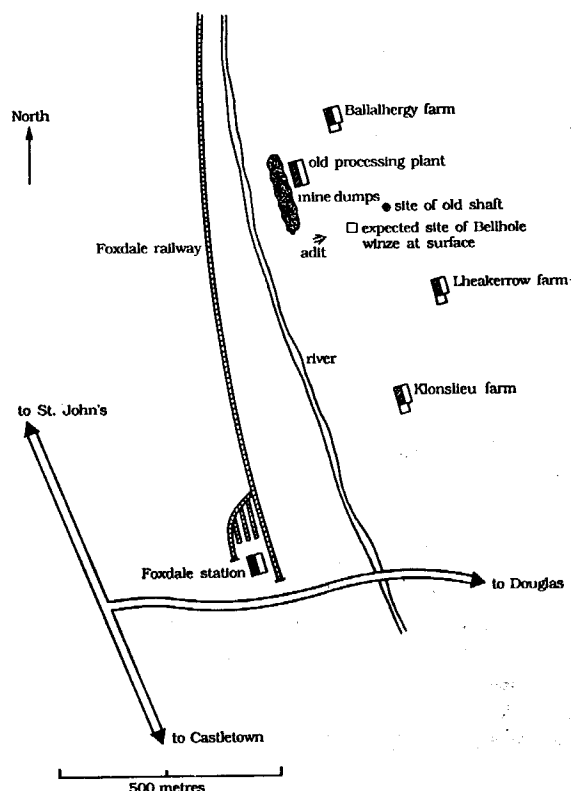 North
Ballalhergy farm
old processing plant
mine dumps
site of old shaft
expected site of Bellhole
winze at surface
adit
Foxdale railway
Lheakerrow farm
river
Klonslieu farm
to St. John's
Foxdale station
to Douglas
to Castletown
500 metres